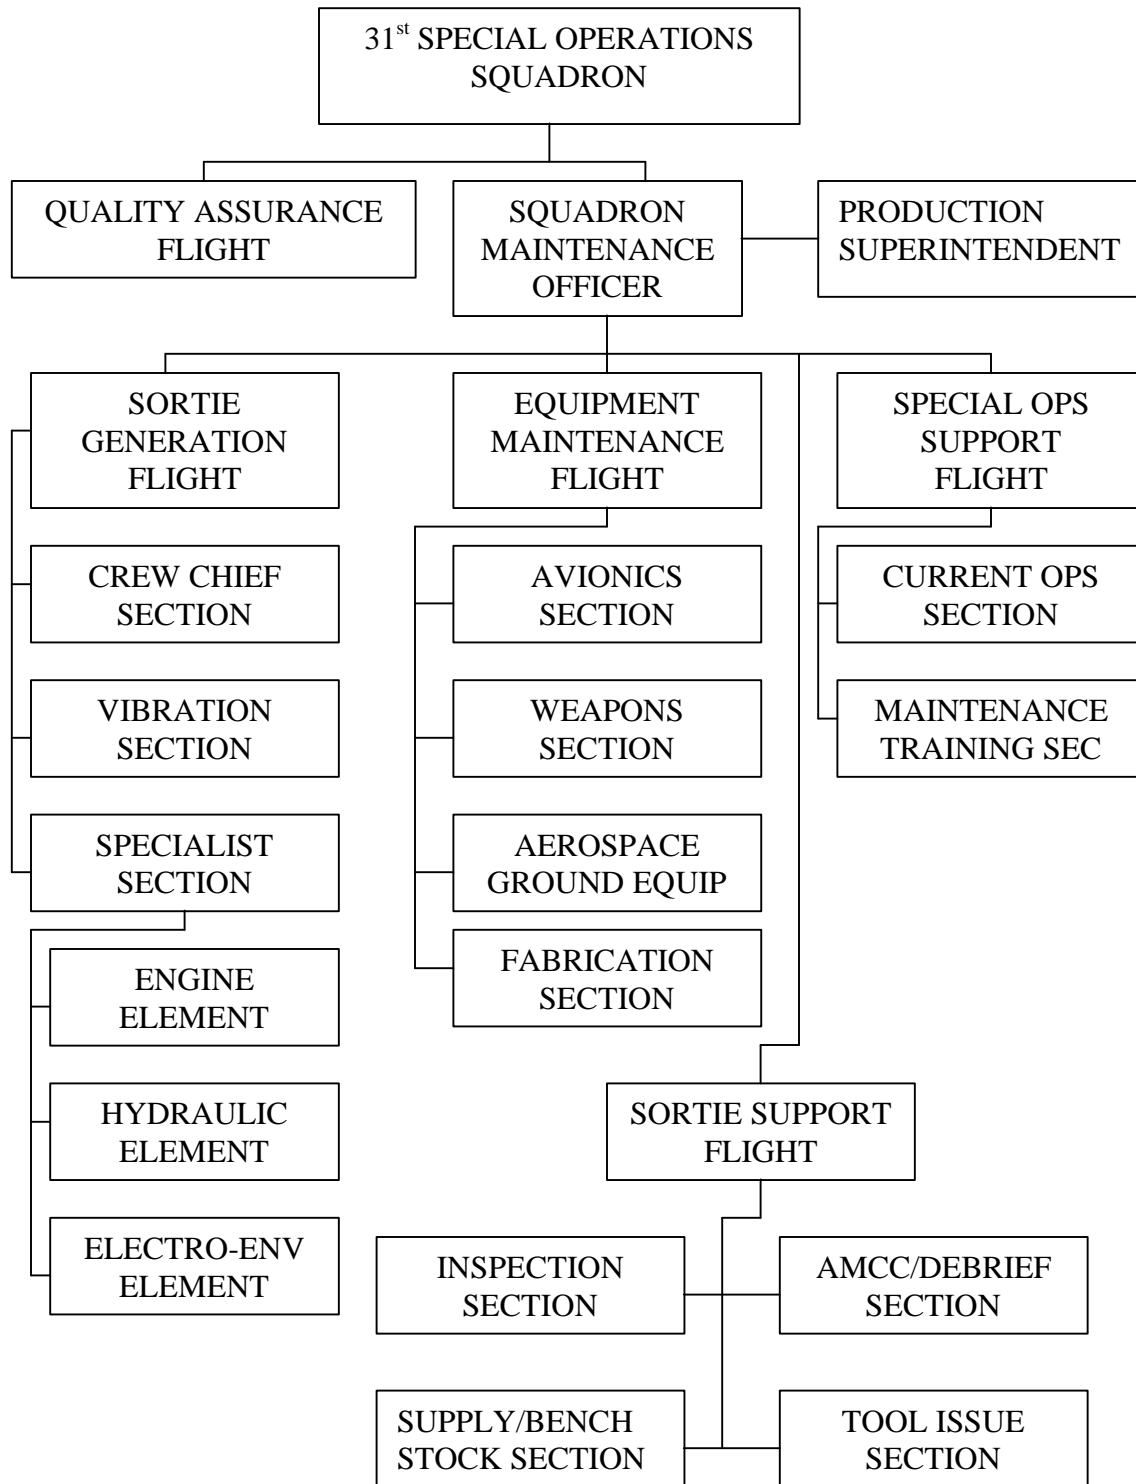 31st SPECIAL OPERATIONS
SQUADRON
QUALITY ASSURANCE
FLIGHT
SQUADRON
MAINTENANCE
OFFICER
PRODUCTION
SUPERINTENDENT
SORTIE
GENERATION
FLIGHT
EQUIPMENT
MAINTENANCE
FLIGHT
SPECIAL OPS
SUPPORT
FLIGHT
CREW CHIEF
SECTION
AVIONICS
SECTION
CURRENT OPS
SECTION
VIBRATION
SECTION
WEAPONS
SECTION
MAINTENANCE
TRAINING SEC
SPECIALIST
SECTION
AEROSPACE
GROUND EQUIP
FABRICATION
SECTION
ENGINE
ELEMENT
HYDRAULIC
ELEMENT
SORTIE SUPPORT
FLIGHT
ELECTRO-ENV
ELEMENT
INSPECTION
SECTION
AMCC/DEBRIEF
SECTION
SUPPLY/BENCH
STOCK SECTION
TOOL ISSUE
SECTION